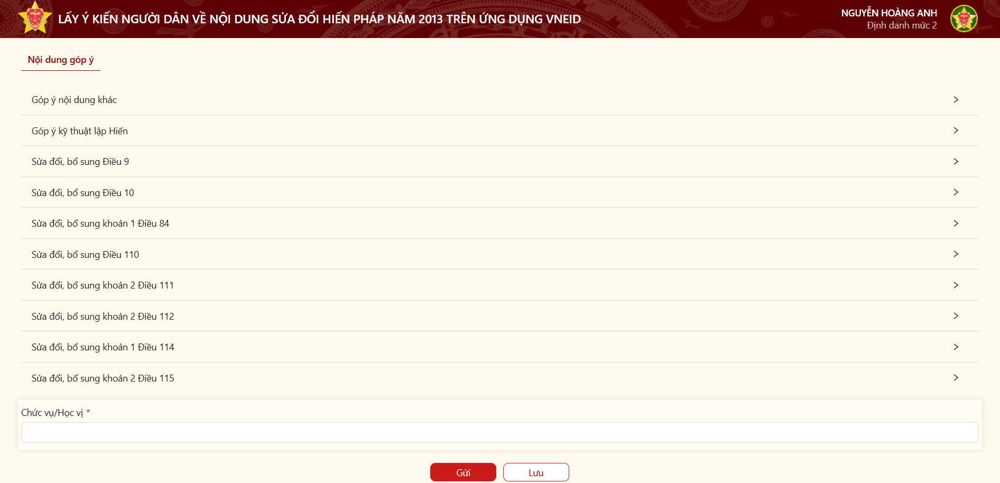 LẤY Ý KIẾN NGƯỜI DÂN VỀ NỘI DUNG SỬA ĐỔI HIẾN PHÁP NĂM 2013 TRÊN ỨNG DỤNG VNEID
NGUYỄN HOÀNG ANH
Định danh mức 2
Nội dung góp ý
Góp ý nội dung khác
Góp ý kỹ thuật lập Hiến
Sửa đổi, bổ sung Điều 9
Sửa đổi, bổ sung Điều 10
Sửa đổi, bổ sung khoản 1 Điều 84
Sửa đổi, bổ sung Điều 110
Sửa đổi, bổ sung khoản 2 Điều 111
Sửa đổi, bổ sung khoản 2 Điều 112
Sửa đổi, bổ sung khoản 1 Điều 114
Sửa đổi, bổ sung khoản 2 Điều 115
Chức vụ/Học vị *
Gửi
Lưu
VNeID
VNeID